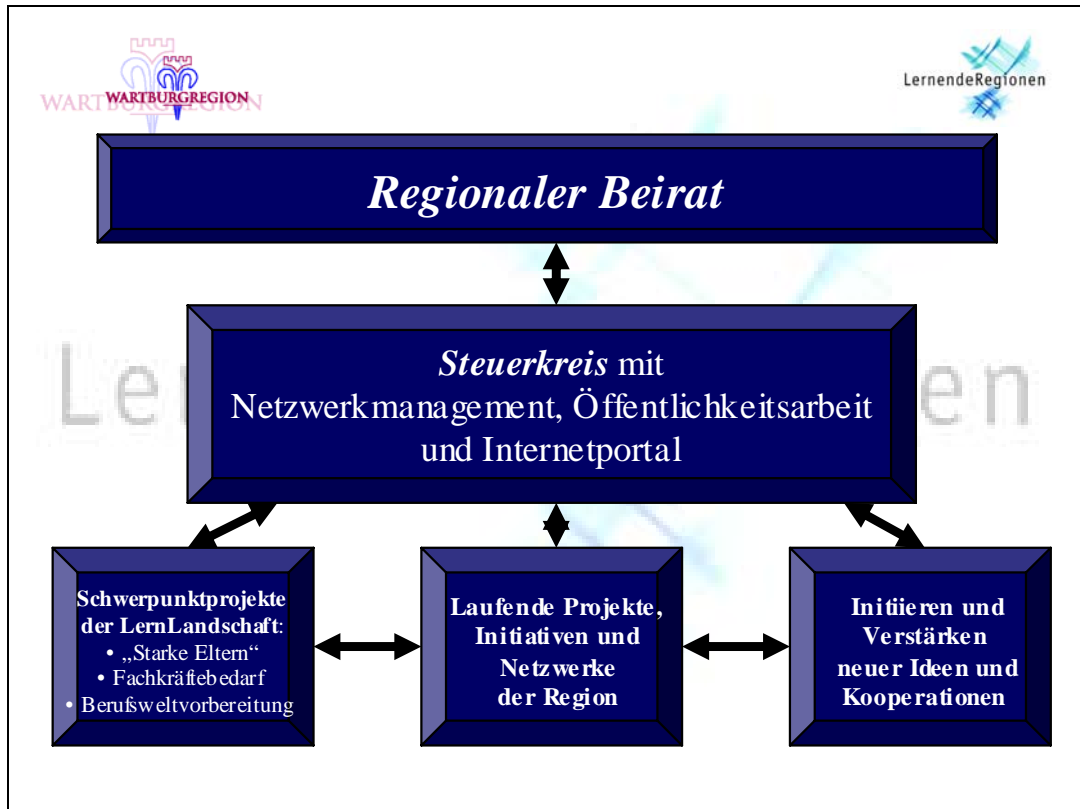 WARTBURGREGION
WARTBURGREGION
LernendeRegionen
Regionaler Beirat
Steuerkreis mit
Netzwerkmanagement, Öffentlichkeitsarbeit
und Internetportal
Schwerpunktprojekte
der LernLandschaft:
• „Starke Eltern“
• Fachkräftebedarf
• Berufsweltvorbereitung
Laufende Projekte,
Initiativen und
Netzwerke
der Region
Initiieren und
Verstärken
neuer Ideen und
Kooperationen